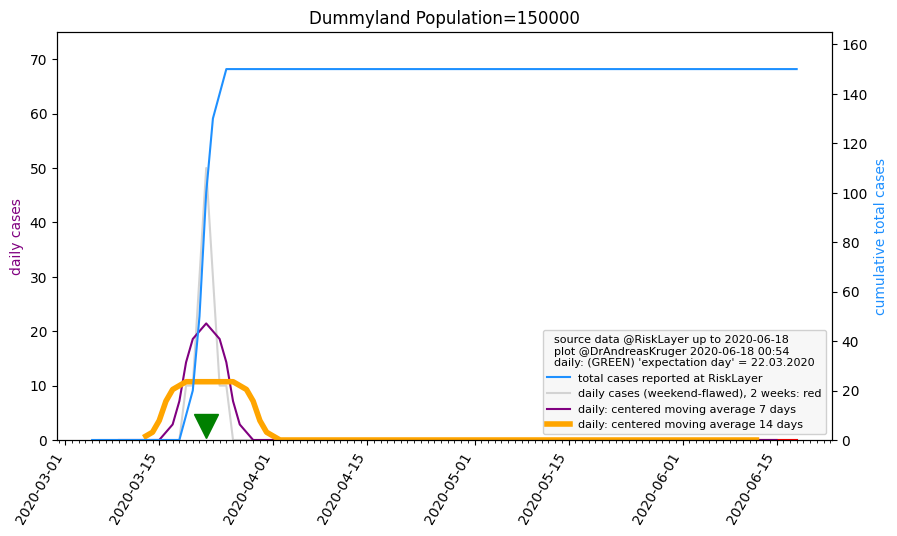 Dummyland Population=150000
daily cases
70
60
50
40
30
20
10
0
160
140
120
100
80
60
40
20
0
cumulative total cases
source data @RiskLayer up to 2020-06-18
plot @DrAndreasKruger 2020-06-18 00:54
daily: (GREEN) 'expectation day' = 22.03.2020
total cases reported at RiskLayer
daily cases (weekend-flawed), 2 weeks: red
daily: centered moving average 7 days
daily: centered moving average 14 days
2020-03-01
2020-03-15
2020-04-01
2020-04-15
2020-05-01
2020-05-15
2020-06-01
2020-06-15